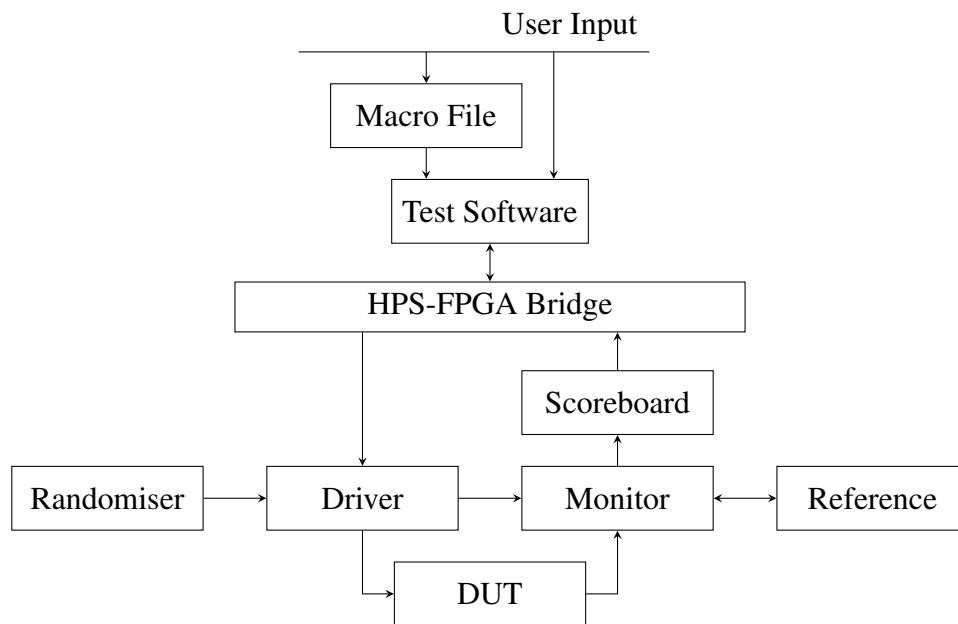 User Input
Macro File
Test Software
HPS-FPGA Bridge
Scoreboard
Randomiser
Driver
Monitor
Reference
DUT